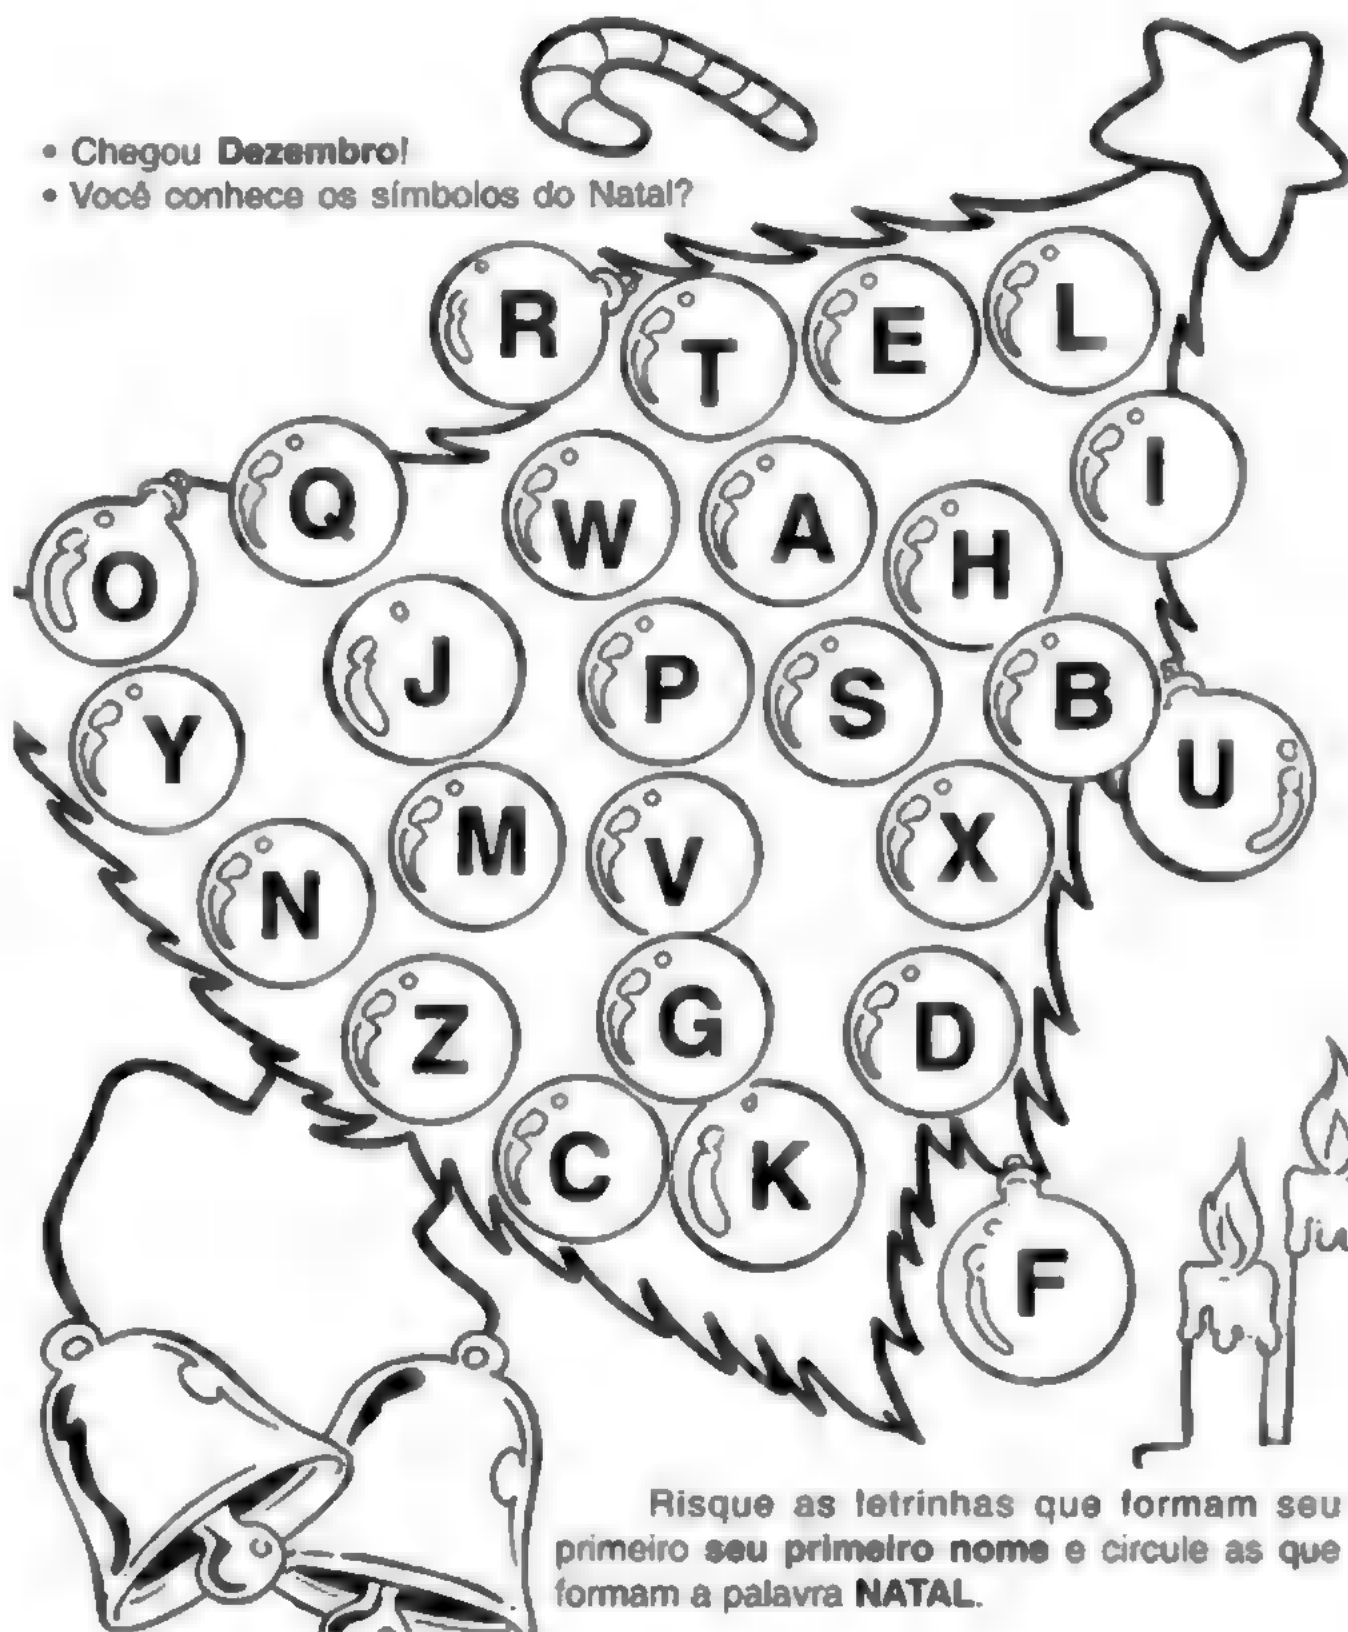 • Chegou Dezembro!
• Você conhece os símbolos do Natal?
R T E L
Q W A H I
O J P S B U
Y M V X
N Z G D
C K F
Risque as letrinhas que formam seu
primeiro seu primeiro nome e circule as que
formam a palavra NATAL.